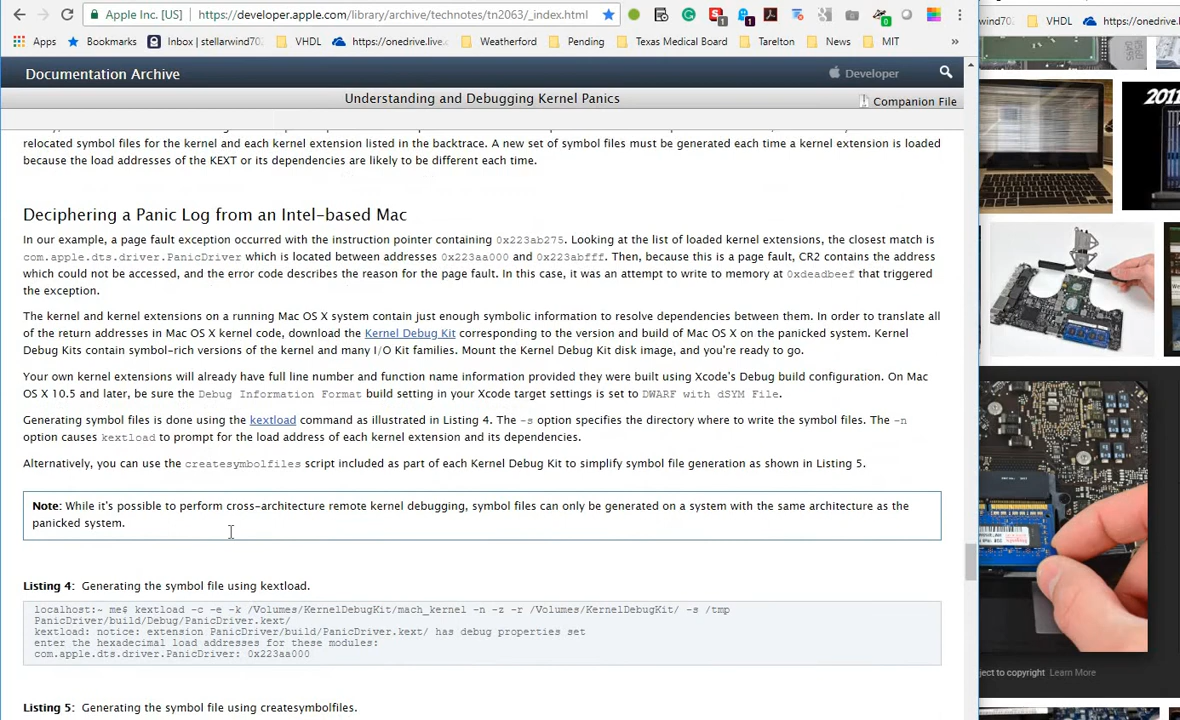 Apple Inc. [US] https://developer.apple.com/library/archive/technotes/tn2063/_index.html
Apps Bookmarks Inbox | stellarwind70 VHDL https://onedrive.live.c Weatherford Pending Texas Medical Board Tarelton News MIT »
wind70 VHDL https://onedrive
Documentation Archive
Developer
Understanding and Debugging Kernel Panics
Companion File
relocated symbol files for the kernel and each kernel extension listed in the backtrace. A new set of symbol files must be generated each time a kernel extension is loaded
because the load addresses of the KEXT or its dependencies are likely to be different each time.
Deciphering a Panic Log from an Intel-based Mac
In our example, a page fault exception occurred with the instruction pointer containing 0x223ab275. Looking at the list of loaded kernel extensions, the closest match is
com.apple.dts.driver.PanicDriver which is located between addresses 0x223aa000 and 0x223abfff. Then, because this is a page fault, CR2 contains the address
which could not be accessed, and the error code describes the reason for the page fault. In this case, it was an attempt to write to memory at 0xdeadbeef that triggered
the exception.
The kernel and kernel extensions on a running Mac OS X system contain just enough symbolic information to resolve dependencies between them. In order to translate all
of the return addresses in Mac OS X kernel code, download the Kernel Debug Kit corresponding to the version and build of Mac OS X on the panicked system. Kernel
Debug Kits contain symbol-rich versions of the kernel and many I/O Kit families. Mount the Kernel Debug Kit disk image, and you're ready to go.
Your own kernel extensions will already have full line number and function name information provided they were built using Xcode's Debug build configuration. On Mac
OS X 10.5 and later, be sure the Debug Information Format build setting in your Xcode target settings is set to DWARF with dSYM File.
Generating symbol files is done using the kextload command as illustrated in Listing 4. The -s option specifies the directory where to write the symbol files. The -n
option causes kextload to prompt for the load address of each kernel extension and its dependencies.
Alternatively, you can use the createsymbolfiles script included as part of each Kernel Debug Kit to simplify symbol file generation as shown in Listing 5.
Note: While it's possible to perform cross-architecture remote kernel debugging, symbol files can only be generated on a system with the same architecture as the
panicked system.
Listing 4: Generating the symbol file using kextload.
localhost:~ me$ kextload -c -e -k /Volumes/KernelDebugKit/mach_kernel -n -z -r /Volumes/KernelDebugKit/ -s /tmp
PanicDriver/build/Debug/PanicDriver.kext/
kextload: notice: extension PanicDriver/build/PanicDriver.kext/ has debug properties set
enter the hexadecimal load addresses for these modules:
com.apple.dts.driver.PanicDriver: 0x223aa000
Listing 5: Generating the symbol file using createsymbolfiles.
2011
ject to copyright Learn More